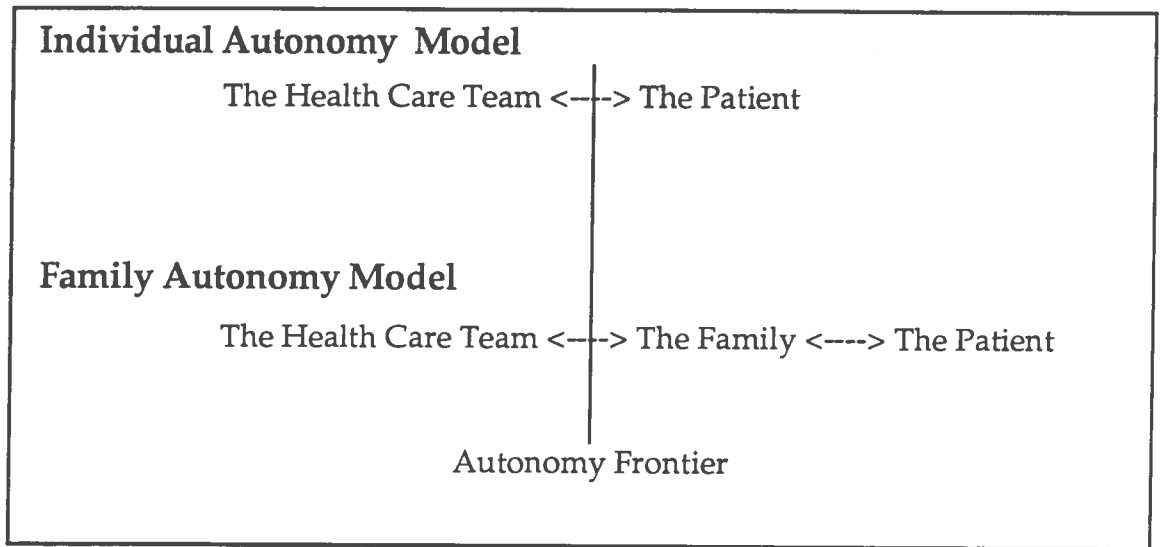 Individual Autonomy Model
The Health Care Team <----> The Patient
Family Autonomy Model
The Health Care Team <----> The Family <----> The Patient
Autonomy Frontier